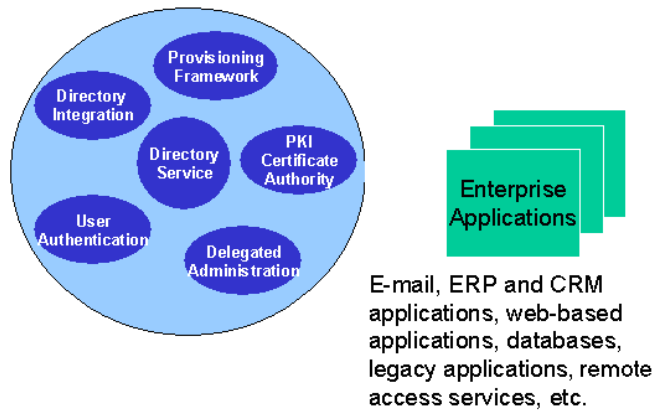 Provisioning
Framework
Directory
Integration
Directory
Service
PKI
Certificate
Authority
User
Authentication
Delegated
Administration
Enterprise
Applications
E-mail, ERP and CRM
applications, web-based
applications, databases,
legacy applications, remote
access services, etc.